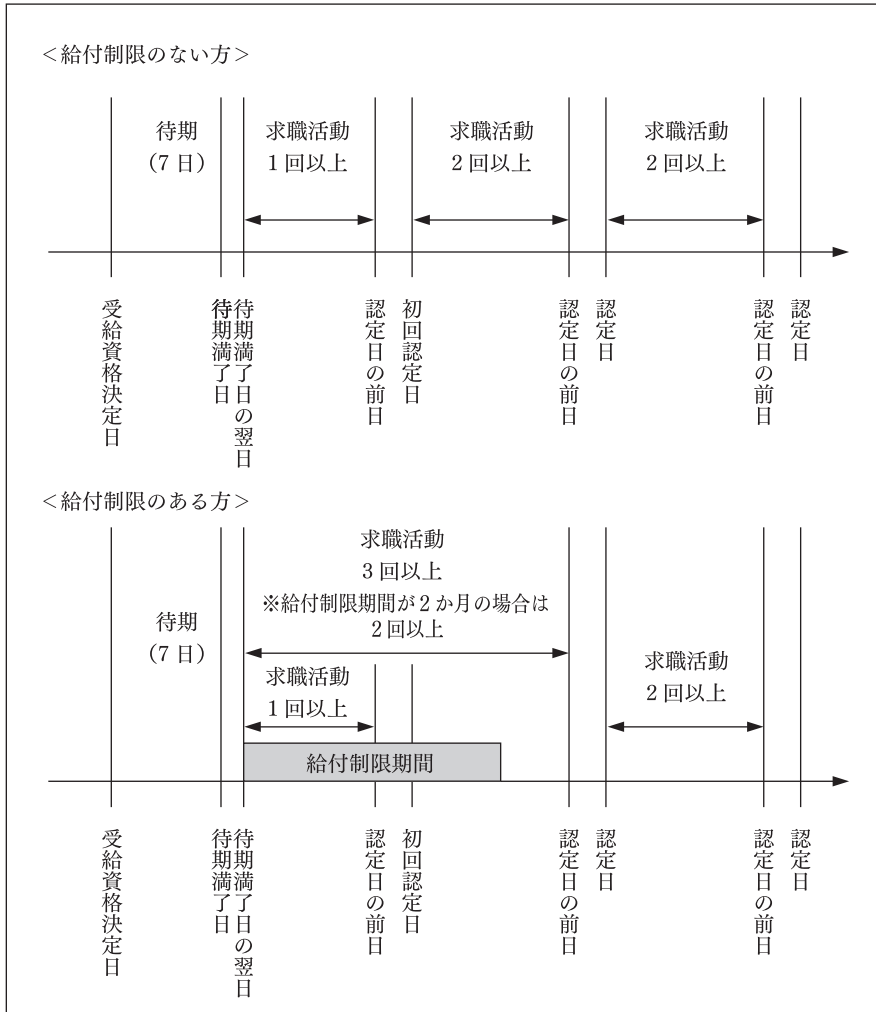 ＜給付制限のない方＞
待期
（7日）
求職活動
1回以上
求職活動
2回以上
求職活動
2回以上
受給資格決定日
待期満了日
待期満了日の翌日
認定日の前日
初回認定日
認定日の前日
認定日
認定日の前日
認定日
＜給付制限のある方＞
待期
（7日）
求職活動
3回以上
※給付制限期間が2か月の場合は
2回以上
求職活動
1回以上
求職活動
2回以上
給付制限期間
受給資格決定日
待期満了日
待期満了日の翌日
認定日の前日
初回認定日
認定日の前日
認定日
認定日の前日
認定日